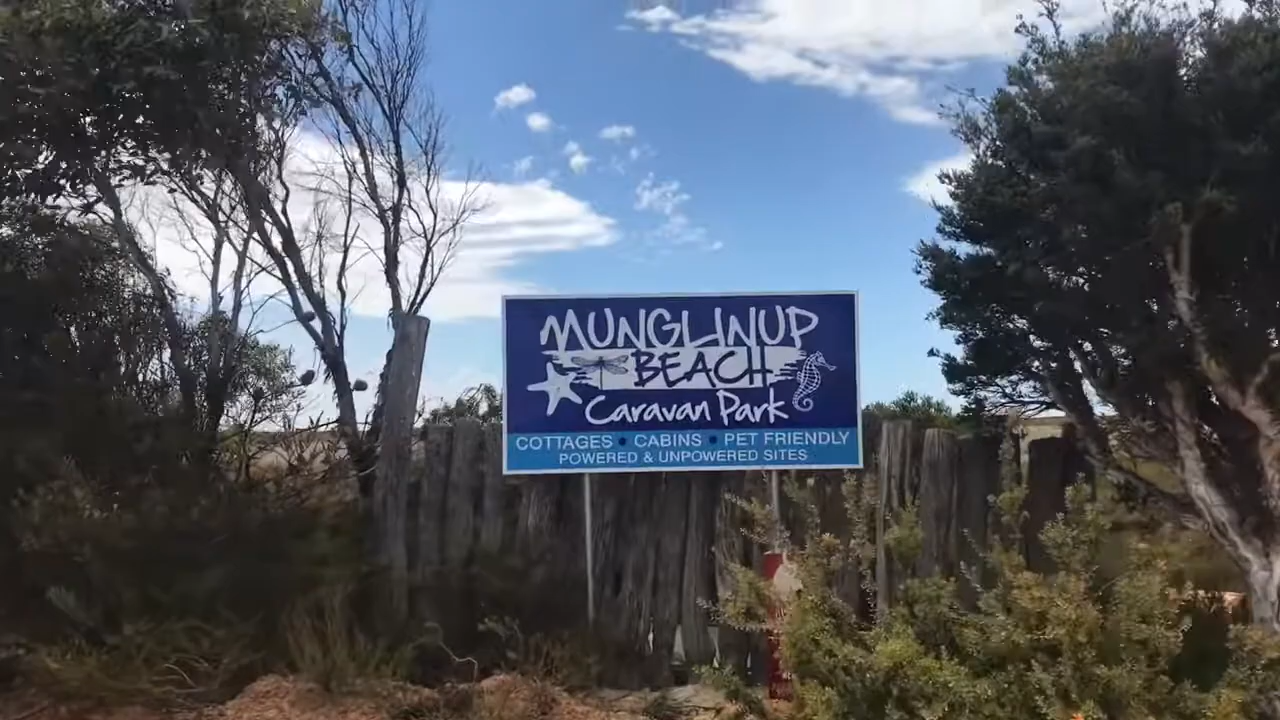 MUNGLINUP
BEACH
Caravan Park
COTTAGES • CABINS • PET FRIENDLY
POWERED & UNPOWERED SITES